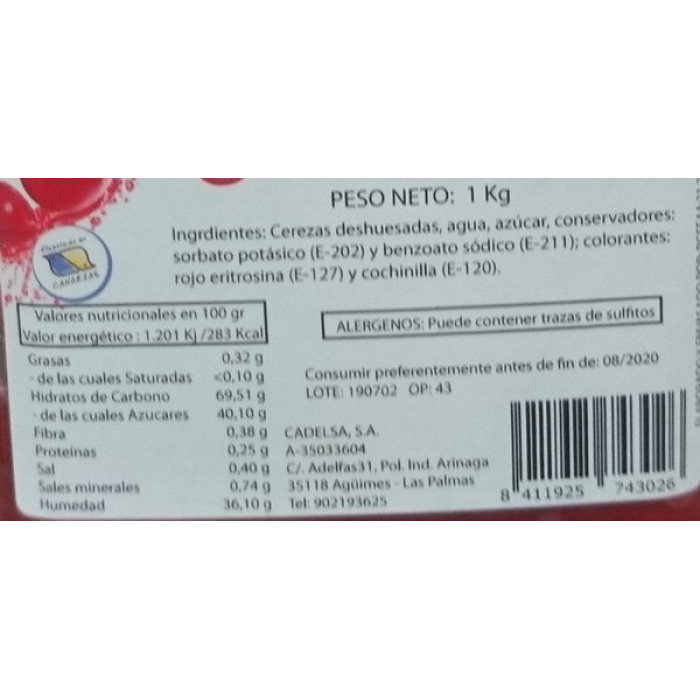 PESO NETO: 1 Kg
Ingrdientes: Cerezas deshuesadas, agua, azúcar, conservadores:
sorbato potásico (E-202) y benzoato sódico (E-211); colorantes:
rojo eritrosina (E-127) y cochinilla (E-120).
CANARIAS
Valores nutricionales en 100 gr
Valor energético : 1.201 Kj /283 Kcal
Grasas 0,32 g
- de las cuales Saturadas <0,10 g
Hidratos de Carbono 69,51 g
- de las cuales Azucares 40,10 g
Fibra 0,38 g
Proteínas 0,25 g
Sal 0,40 g
Sales minerales 0,74 g
Humedad 36,10 g
ALERGENOS: Puede contener trazas de sulfitos
Consumir preferentemente antes de fin de: 08/2020
LOTE: 190702 OP: 43
CADELSA, S.A.
A-35033604
C/. Adelfas31, Pol. Ind. Arinaga
35118 Agüimes - Las Palmas
Tel: 902193625
8 411925 743026